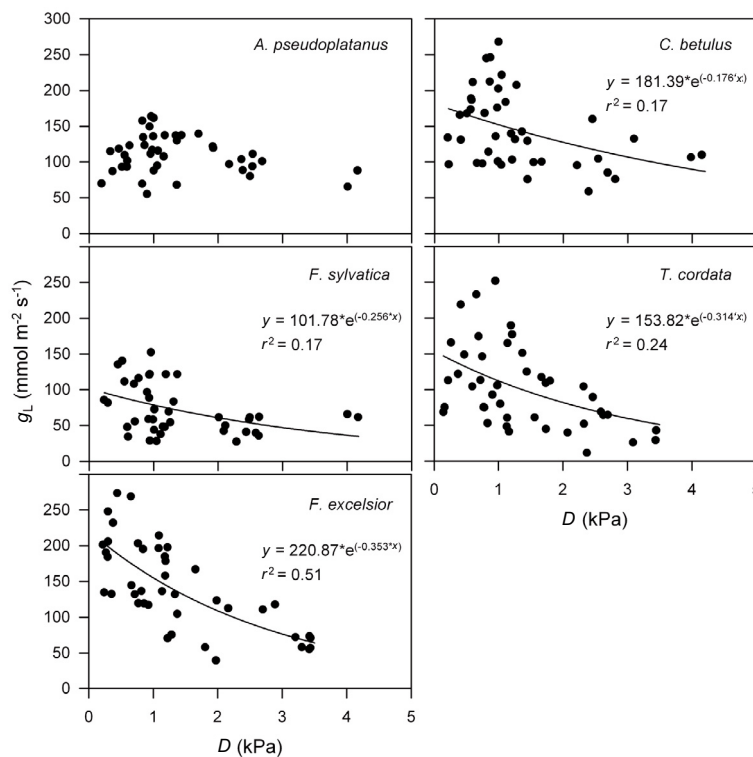 A. pseudoplatanus
C. betulus
y = 181.39*e(-0.176*x)
r² = 0.17
F. sylvatica
y = 101.78*e(-0.256*x)
r² = 0.17
T. cordata
y = 153.82*e(-0.314*x)
r² = 0.24
F. excelsior
y = 220.87*e(-0.353*x)
r² = 0.51
gL (mmol m-2 s-1)
300
250
200
150
100
50
0
250
200
150
100
50
0
250
200
150
100
50
0
0 1 2 3 4 5
D (kPa)
0 1 2 3 4 5
D (kPa)